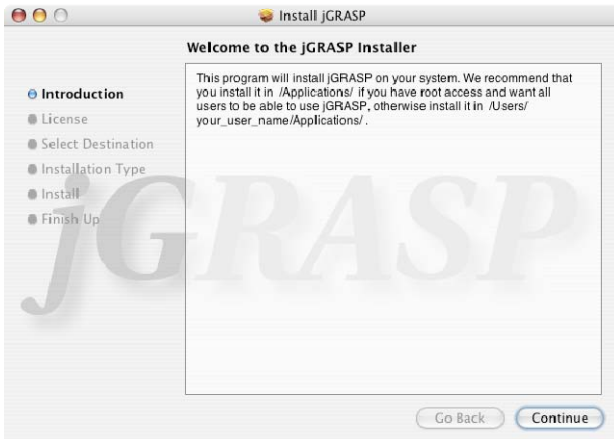 Install jGRASP
Welcome to the jGRASP Installer
Introduction
License
Select Destination
Installation Type
Install
Finish Up
This program will install jGRASP on your system. We recommend that
you install it in /Applications/ if you have root access and want all
users to be able to use jGRASP, otherwise install it in /Users/
your_user_name/Applications/ .
jGRASP
Go Back
Continue